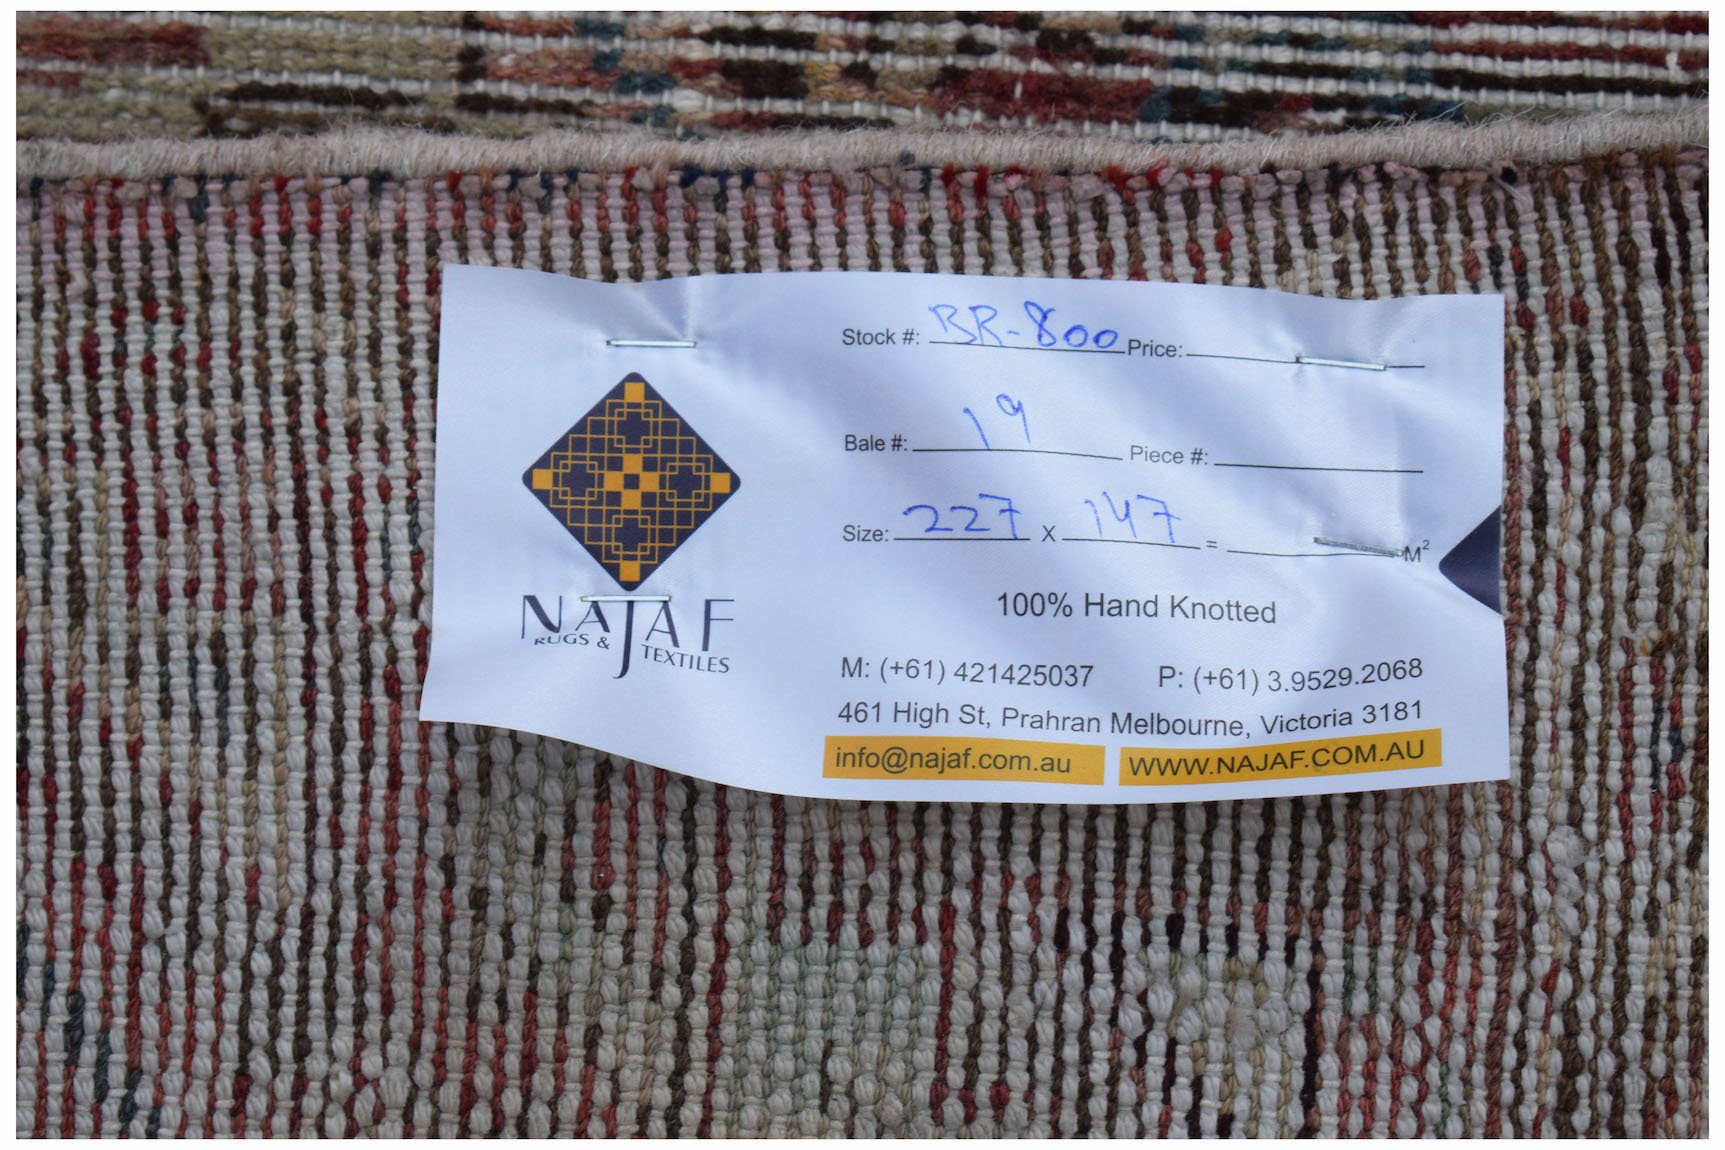 Stock #: BR-800 Price:
Bale #: 19 Piece #:
Size: 227 X 147 = M²
100% Hand Knotted
NAJAF
RUGS &
TEXTILES
M: (+61) 421425037 P: (+61) 3.9529.2068
461 High St, Prahran Melbourne, Victoria 3181
info@najaf.com.au WWW.NAJAF.COM.AU